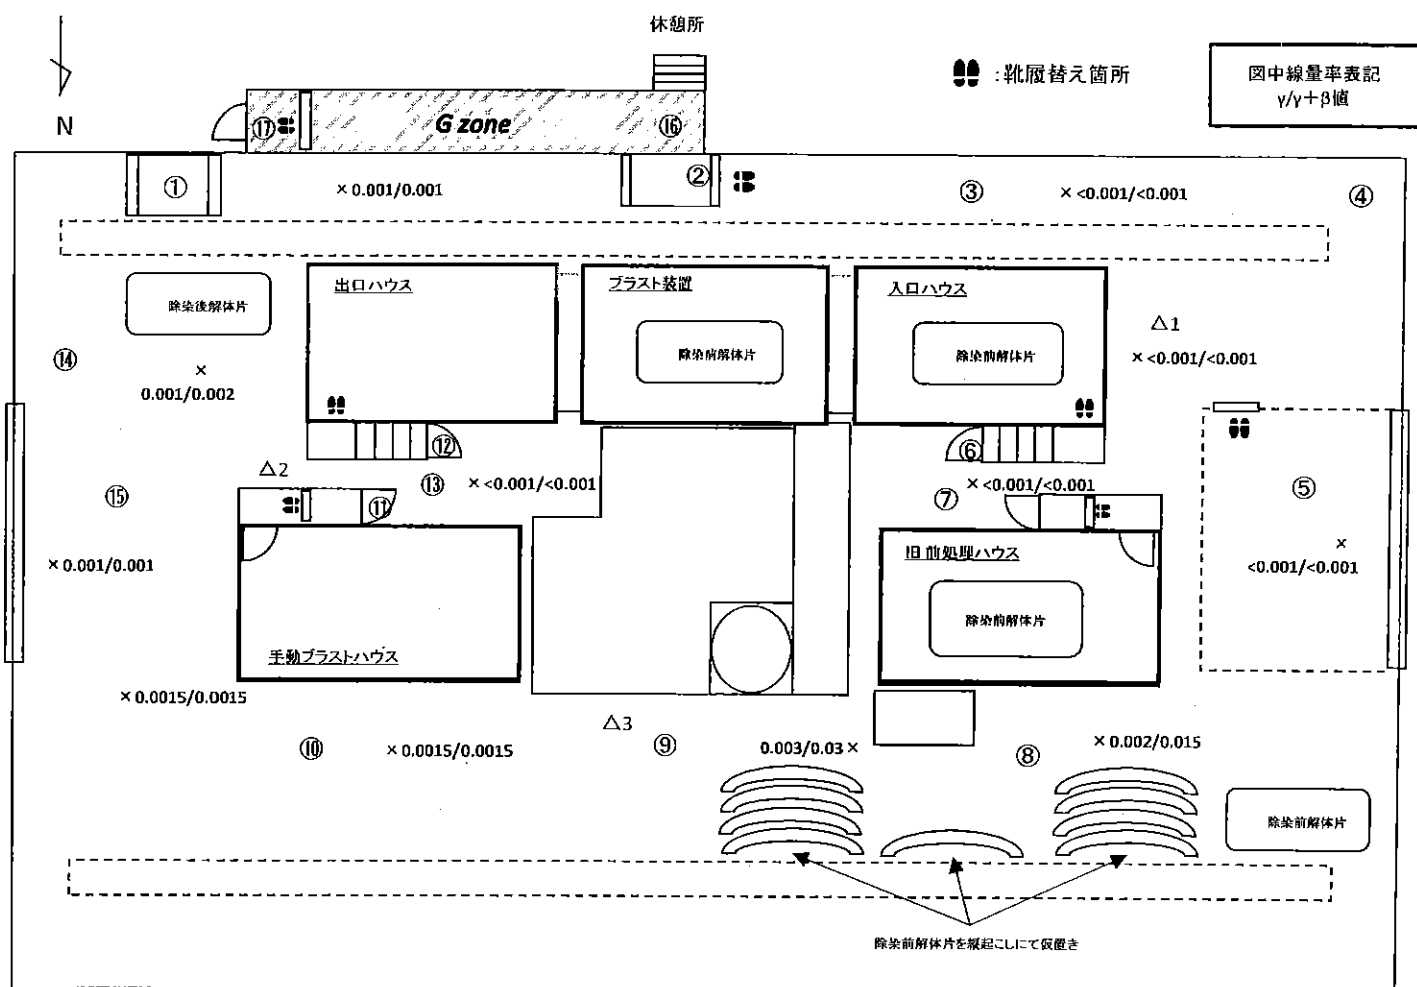 休憩所
:靴履替え箇所
図中線量率表記
γ/γ+β値
N
⑰
G zone
⑯
①
× 0.001/0.001
②
③
× <0.001/<0.001
④
除染後解体片
出口ハウス
ブラスト装置
除染前解体片
入口ハウス
除染前解体片
△1
× <0.001/<0.001
⑭
×
0.001/0.002
⑫
⑥
△2
⑬
× <0.001/<0.001
⑦
× <0.001/<0.001
⑤
⑮
⑪
× 0.001/0.001
×
<0.001/<0.001
旧 前処理ハウス
除染前解体片
手動ブラストハウス
× 0.0015/0.0015
⑩
× 0.0015/0.0015
△3
⑨
0.003/0.03 ×
⑧
× 0.002/0.015
除染前解体片
除染前解体片を縦起こしにて仮置き